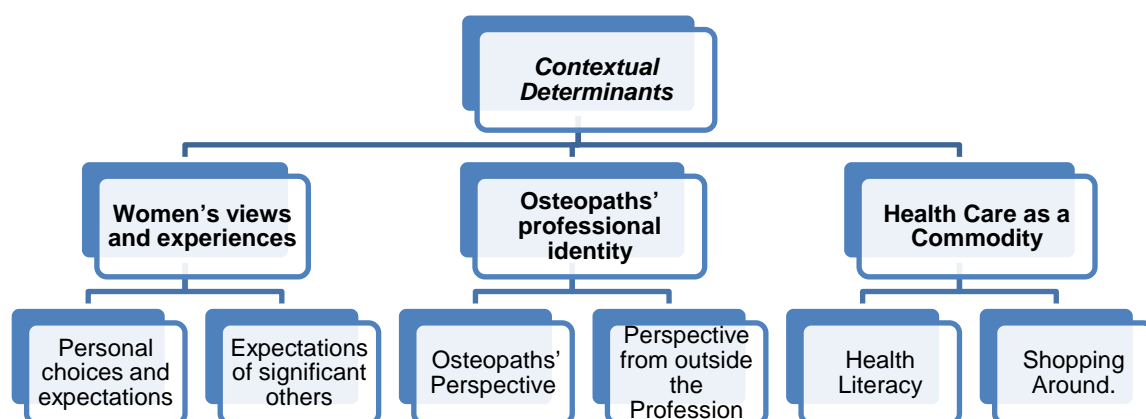 Contextual
Determinants
Women’s views
and experiences
Osteopaths’
professional
identity
Health Care as a
Commodity
Personal
choices and
expectations
Expectations
of significant
others
Osteopaths’
Perspective
Perspective
from outside
the
Profession
Health
Literacy
Shopping
Around.